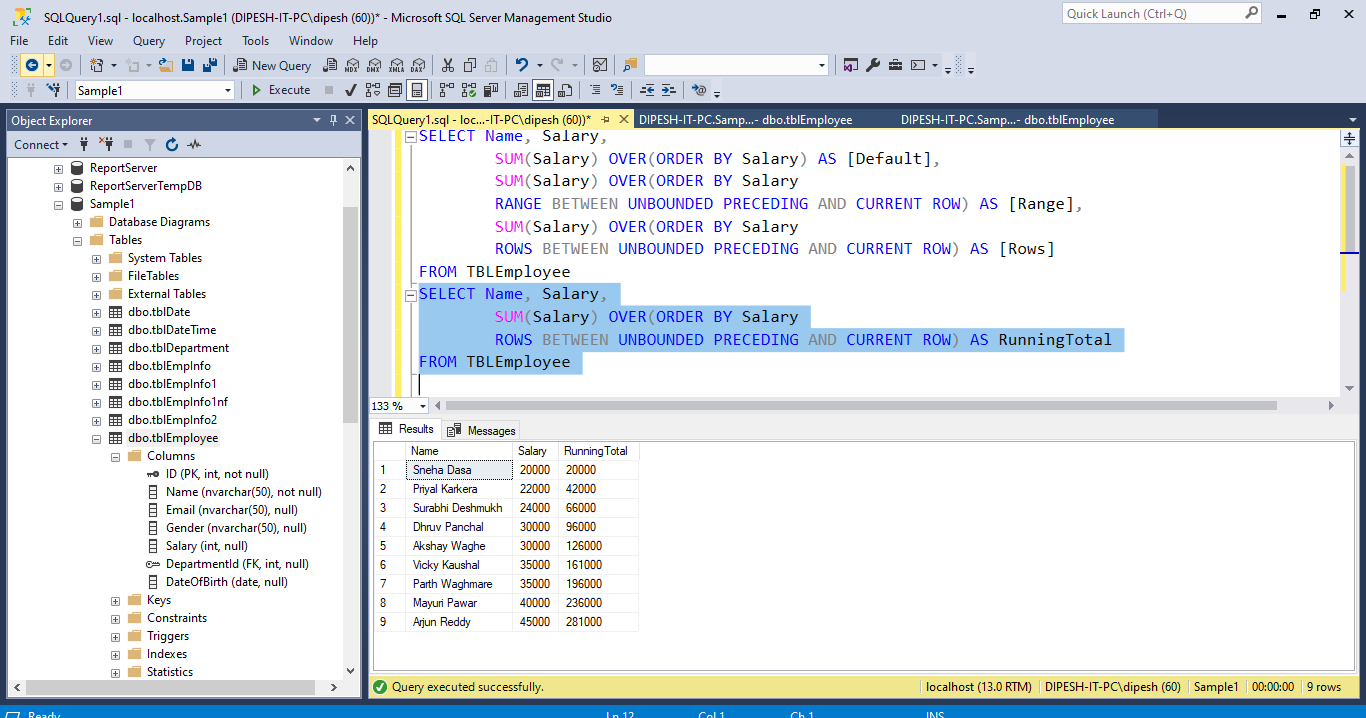 SQLQuery1.sql - localhost.Sample1 (DIPESH-IT-PC\dipesh (60))* - Microsoft SQL Server Management Studio
Quick Launch (Ctrl+Q)
File Edit View Query Project Tools Window Help
New Query MDX DMX XMLA DAX
Sample1 Execute
Object Explorer
Connect
ReportServer
ReportServerTempDB
Sample1
Database Diagrams
Tables
System Tables
FileTables
External Tables
dbo.tblDate
dbo.tblDateTime
dbo.tblDepartment
dbo.tblEmpInfo
dbo.tblEmpInfo1
dbo.tblEmpInfo1nf
dbo.tblEmpInfo2
dbo.tblEmployee
Columns
ID (PK, int, not null)
Name (nvarchar(50), not null)
Email (nvarchar(50), null)
Gender (nvarchar(50), null)
Salary (int, null)
DepartmentId (FK, int, null)
DateOfBirth (date, null)
Keys
Constraints
Triggers
Indexes
Statistics
SQLQuery1.sql - loc...-IT-PC\dipesh (60))* DIPESH-IT-PC.Samp...- dbo.tblEmployee DIPESH-IT-PC.Samp...- dbo.tblEmployee
SELECT Name, Salary,
SUM(Salary) OVER(ORDER BY Salary) AS [Default],
SUM(Salary) OVER(ORDER BY Salary
RANGE BETWEEN UNBOUNDED PRECEDING AND CURRENT ROW) AS [Range],
SUM(Salary) OVER(ORDER BY Salary
ROWS BETWEEN UNBOUNDED PRECEDING AND CURRENT ROW) AS [Rows]
FROM TBLEmployee
SELECT Name, Salary,
SUM(Salary) OVER(ORDER BY Salary
ROWS BETWEEN UNBOUNDED PRECEDING AND CURRENT ROW) AS RunningTotal
FROM TBLEmployee
133 %
Results Messages
Name Salary RunningTotal
1 Sneha Dasa 20000 20000
2 Priyal Karkera 22000 42000
3 Surabhi Deshmukh 24000 66000
4 Dhruv Panchal 30000 96000
5 Akshay Waghe 30000 126000
6 Vicky Kaushal 35000 161000
7 Parth Waghmare 35000 196000
8 Mayuri Pawar 40000 236000
9 Arjun Reddy 45000 281000
Query executed successfully. localhost (13.0 RTM) DIPESH-IT-PC\dipesh (60) Sample1 00:00:00 9 rows
Ready Ln 12 Col 1 Ch 1 INS